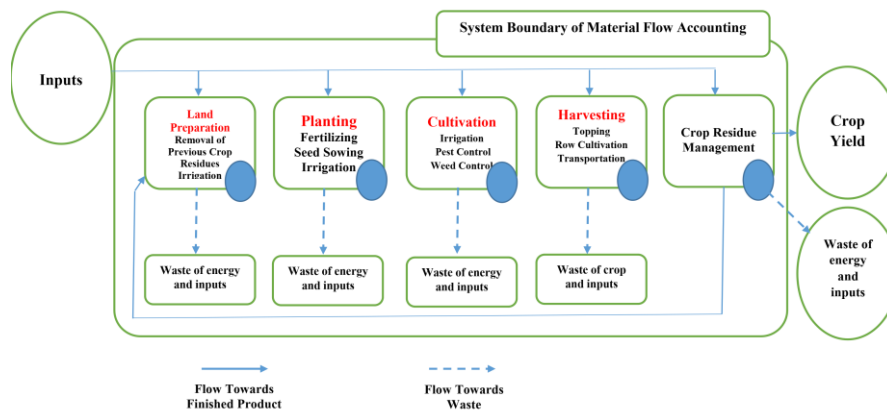 System Boundary of Material Flow Accounting
Inputs
Land
Preparation
Removal of
Previous Crop
Residues
Irrigation
Planting
Fertilizing
Seed Sowing
Irrigation
Cultivation
Irrigation
Pest Control
Weed Control
Harvesting
Topping
Row Cultivation
Transportation
Crop Residue
Management
Crop
Yield
Waste of energy
and inputs
Waste of energy
and inputs
Waste of energy
and inputs
Waste of crop
and inputs
Waste of
energy
and
inputs
Flow Towards
Finished Product
Flow Towards
Waste